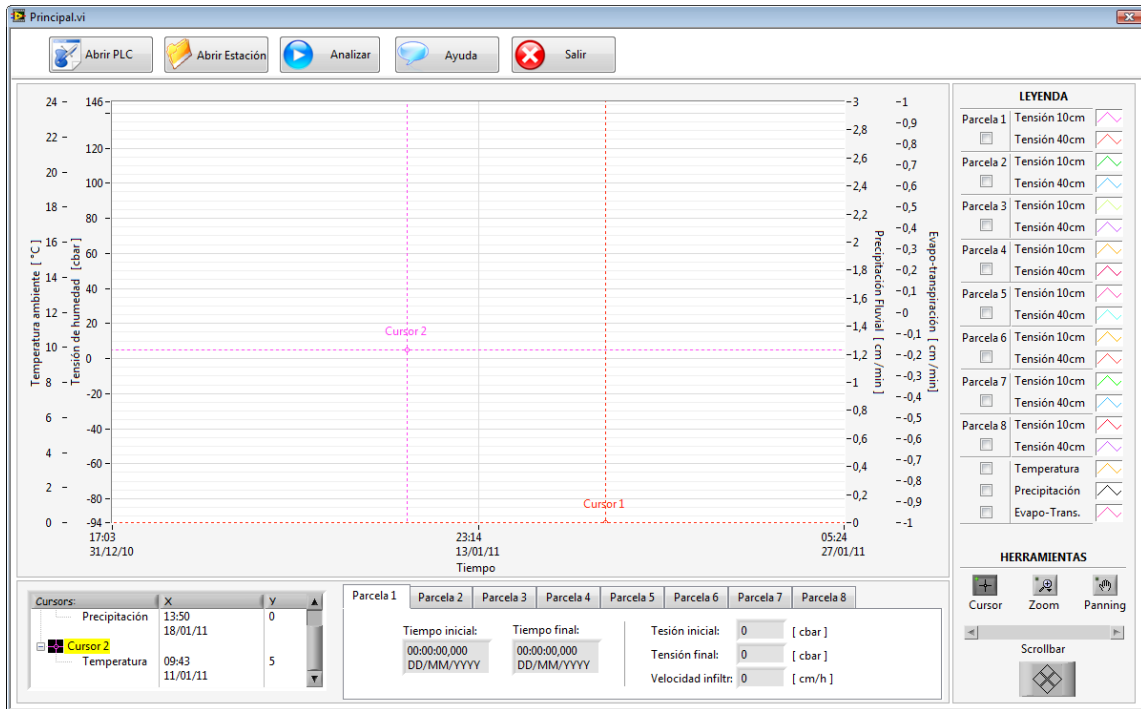 Principal.vi
Abrir PLC
Abrir Estación
Analizar
Ayuda
Salir
Temperatura ambiente [ °C]
24
22
20
18
16
14
12
10
8
6
4
2
0
Tensión de humedad [cbar]
146
120
100
80
60
40
20
0
-20
-40
-60
-80
-94
Cursor 2
Cursor 1
17:03
31/12/10
23:14
13/01/11
05:24
27/01/11
Tiempo
3
2,8
2,6
2,4
2,2
2
1,8
1,6
1,4
1,2
1
0,8
0,6
0,4
0,2
0
Precipitación Fluvial [ cm /min]
1
0,9
0,8
0,7
0,6
0,5
0,4
0,3
0,2
0,1
0
-0,1
-0,2
-0,3
-0,4
-0,5
-0,6
-0,7
-0,8
-0,9
-1
Evapo-transpiración [ cm /min]
LEYENDA
Parcela 1 Tensión 10cm
Tensión 40cm
Parcela 2 Tensión 10cm
Tensión 40cm
Parcela 3 Tensión 10cm
Tensión 40cm
Parcela 4 Tensión 10cm
Tensión 40cm
Parcela 5 Tensión 10cm
Tensión 40cm
Parcela 6 Tensión 10cm
Tensión 40cm
Parcela 7 Tensión 10cm
Tensión 40cm
Parcela 8 Tensión 10cm
Tensión 40cm
Temperatura
Precipitación
Evapo-Trans.
HERRAMIENTAS
Cursor Zoom Panning
Scrollbar
Cursors: X Y
Precipitación 13:50 0
18/01/11
Cursor 2
Temperatura 09:43 5
11/01/11
Parcela 1 Parcela 2 Parcela 3 Parcela 4 Parcela 5 Parcela 6 Parcela 7 Parcela 8
Tiempo inicial:
00:00:00,000
DD/MM/YYYY
Tiempo final:
00:00:00,000
DD/MM/YYYY
Tesión inicial: 0 [ cbar ]
Tensión final: 0 [ cbar ]
Velocidad infiltr: 0 [ cm/h ]